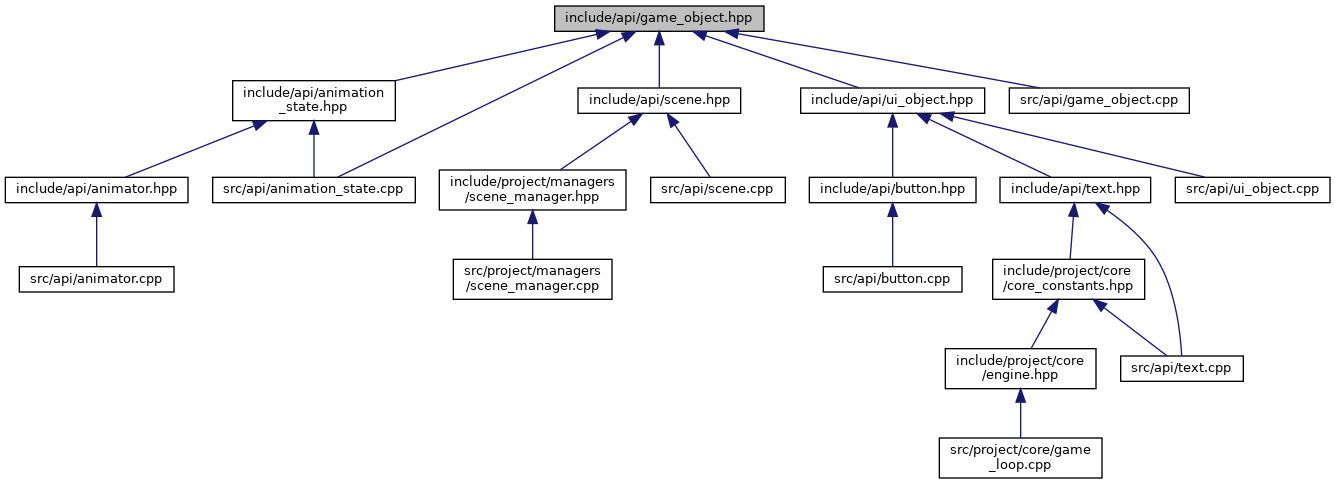 include/api/game_object.hpp
include/api/animation
_state.hpp
include/api/scene.hpp
include/api/ui_object.hpp
src/api/game_object.cpp
include/api/animator.hpp
src/api/animation_state.cpp
include/project/managers
/scene_manager.hpp
src/api/scene.cpp
include/api/button.hpp
include/api/text.hpp
src/api/ui_object.cpp
src/api/animator.cpp
src/project/managers
/scene_manager.cpp
src/api/button.cpp
include/project/core
/core_constants.hpp
include/project/core
/engine.hpp
src/api/text.cpp
src/project/core/game
_loop.cpp